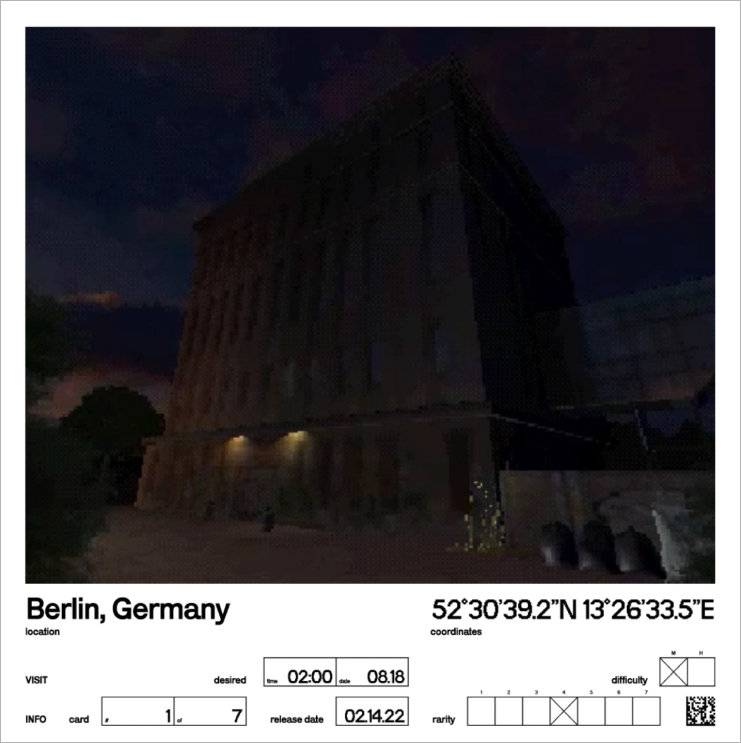 Berlin, Germany 52°30’39.2”N 13°26’33.5”E
location coordinates
M H
VISIT desired time 02:00 date 08.18 difficulty
1 2 3 4 5 6 7
INFO card # 1 of 7 release date 02.14.22 rarity